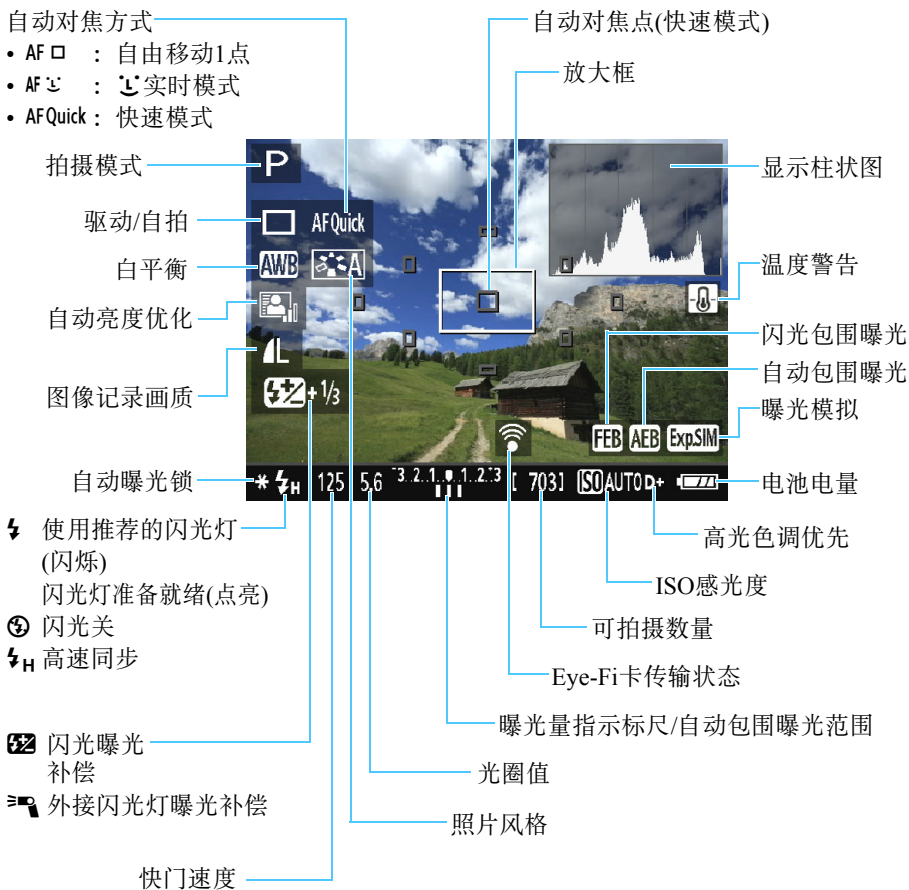 自动对焦方式
• AF□ : 自由移动1点
• AF : 实时模式
• AFQuick : 快速模式
自动对焦点(快速模式)
放大框
拍摄模式
驱动/自拍
白平衡
自动亮度优化
图像记录画质
自动曝光锁
使用推荐的闪光灯
(闪烁)
闪光灯准备就绪(点亮)
闪光关
H 高速同步
闪光曝光
补偿
外接闪光灯曝光补偿
快门速度
P
AFQuick
AWB
A
L
+1/3
FEB AEB Exp.SIM
* H 125 5.6 -3..2..1..0..1..2.+3 [ 703] ISO AUTO D+
显示柱状图
温度警告
闪光包围曝光
自动包围曝光
曝光模拟
电池电量
高光色调优先
ISO感光度
可拍摄数量
Eye-Fi卡传输状态
曝光量指示标尺/自动包围曝光范围
光圈值
照片风格